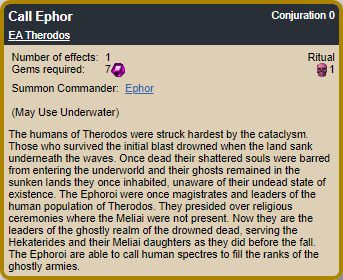 Call Ephor Conjuration 0
EA Therodos
Number of effects: 1 Ritual
Gems required: 7 1
Summon Commander: Ephor
(May Use Underwater)
The humans of Therodos were struck hardest by the cataclysm.
Those who survived the initial blast drowned when the land sank
underneath the waves. Once dead their shattered souls were barred
from entering the underworld and their ghosts remained in the
sunken lands they once inhabited, unaware of their undead state of
existence. The Ephoroi were once magistrates and leaders of the
human population of Therodos. They presided over religious
ceremonies where the Meliai were not present. Now they are the
leaders of the ghostly realm of the drowned dead, serving the
Hekaterides and their Meliai daughters as they did before the fall.
The Ephoroi are able to call human spectres to fill the ranks of the
ghostly armies.